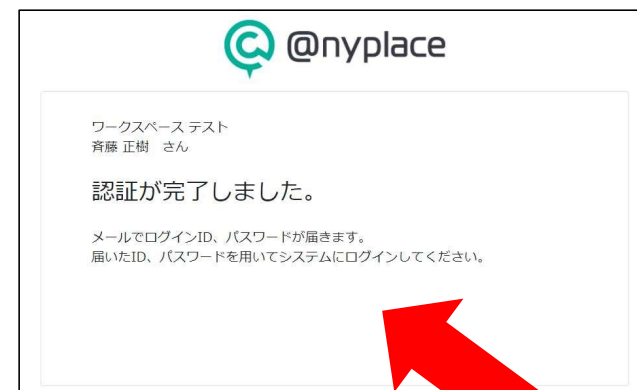 @nyplace
ワークスペース テスト
斉藤 正樹　さん
認証が完了しました。
メールでログインID、パスワードが届きます。
届いたID、パスワードを用いてシステムにログインしてください。